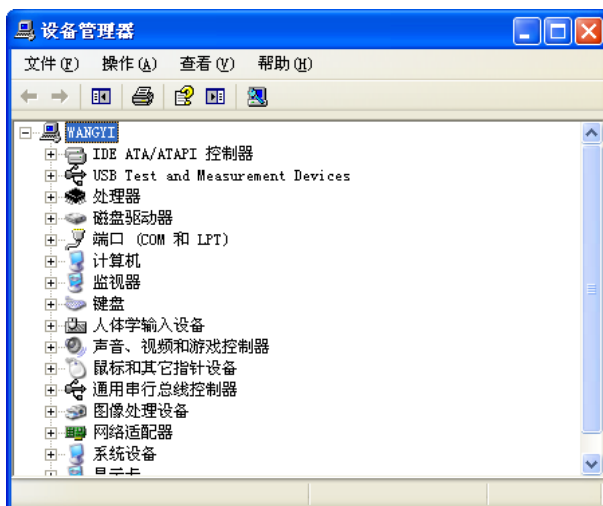 设备管理器
文件(F) 操作(A) 查看(V) 帮助(H)
WANGYI
IDE ATA/ATAPI 控制器
USB Test and Measurement Devices
处理器
磁盘驱动器
端口 (COM 和 LPT)
计算机
监视器
键盘
人体学输入设备
声音、视频和游戏控制器
鼠标和其它指针设备
通用串行总线控制器
图像处理设备
网络适配器
系统设备
显示卡